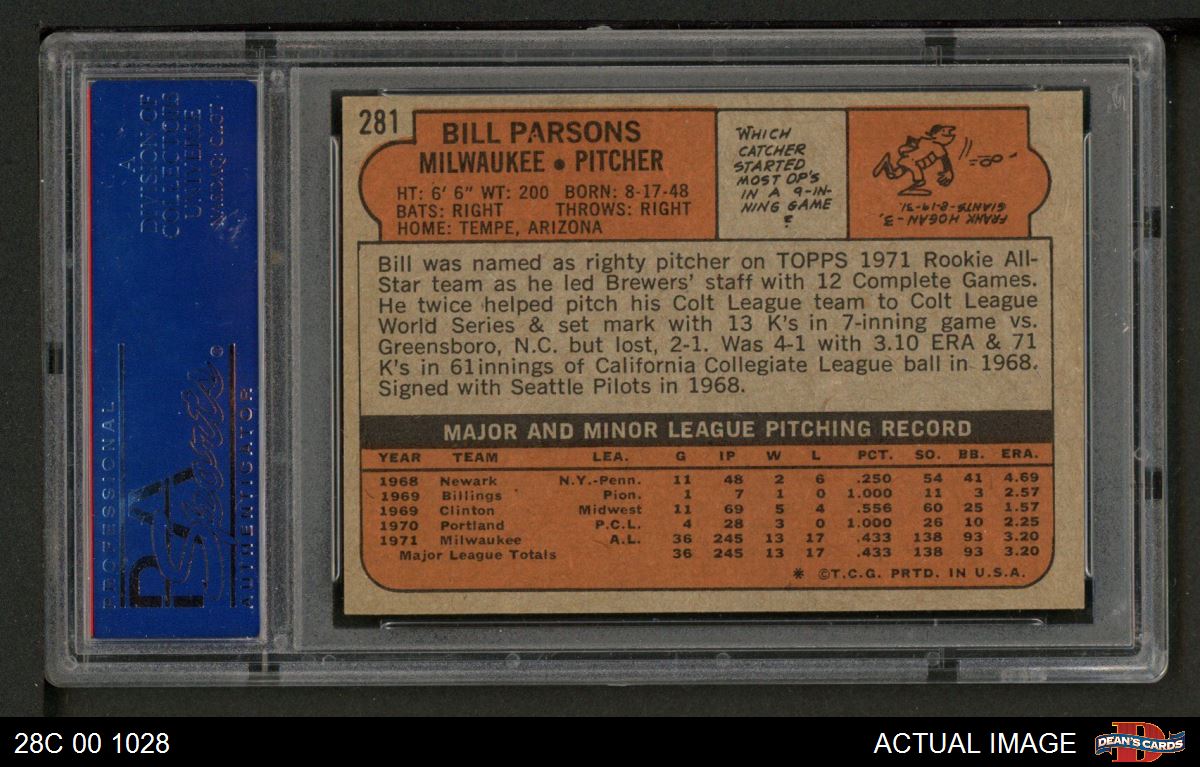 A
DIVISION OF
COLLECTORS
UNIVERSE
NASDAQ: CLCT
PROFESSIONAL
PSA Sports ®
AUTHENTICATOR
281
BILL PARSONS
MILWAUKEE • PITCHER
HT: 6' 6" WT: 200 BORN: 8-17-48
BATS: RIGHT THROWS: RIGHT
HOME: TEMPE, ARIZONA
WHICH
CATCHER
STARTED
MOST DP'S
IN A 9-IN-
NING GAME
?
FRANK HOGAN - 3,
GIANTS - 8-19-31.
Bill was named as righty pitcher on TOPPS 1971 Rookie All-
Star team as he led Brewers' staff with 12 Complete Games.
He twice helped pitch his Colt League team to Colt League
World Series & set mark with 13 K's in 7-inning game vs.
Greensboro, N.C. but lost, 2-1. Was 4-1 with 3.10 ERA & 71
K's in 61innings of California Collegiate League ball in 1968.
Signed with Seattle Pilots in 1968.
MAJOR AND MINOR LEAGUE PITCHING RECORD
YEAR TEAM LEA. G IP W L PCT. SO. BB. ERA.
1968 Newark N.Y.-Penn. 11 48 2 6 .250 54 41 4.69
1969 Billings Pion. 1 7 1 0 1.000 11 3 2.57
1969 Clinton Midwest 11 69 5 4 .556 60 25 1.57
1970 Portland P.C.L. 4 28 3 0 1.000 26 10 2.25
1971 Milwaukee A.L. 36 245 13 17 .433 138 93 3.20
Major League Totals 36 245 13 17 .433 138 93 3.20
* ©T.C.G. PRTD. IN U.S.A.
28C 00 1028
ACTUAL IMAGE
D
DEAN'S CARDS